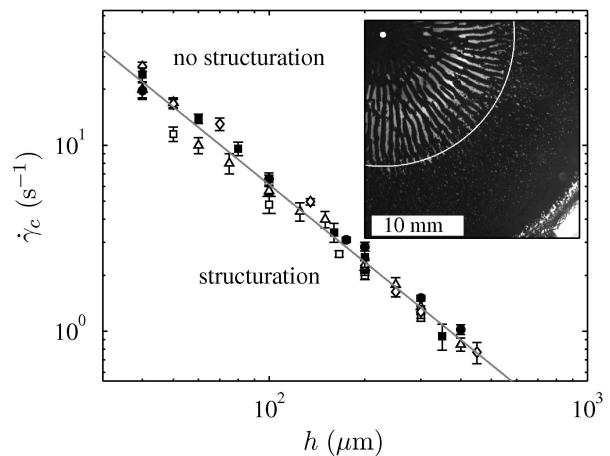 no structuration
10 mm
10¹
γ̇c (s⁻¹)
structuration
10⁰
10² 10³
h (μm)